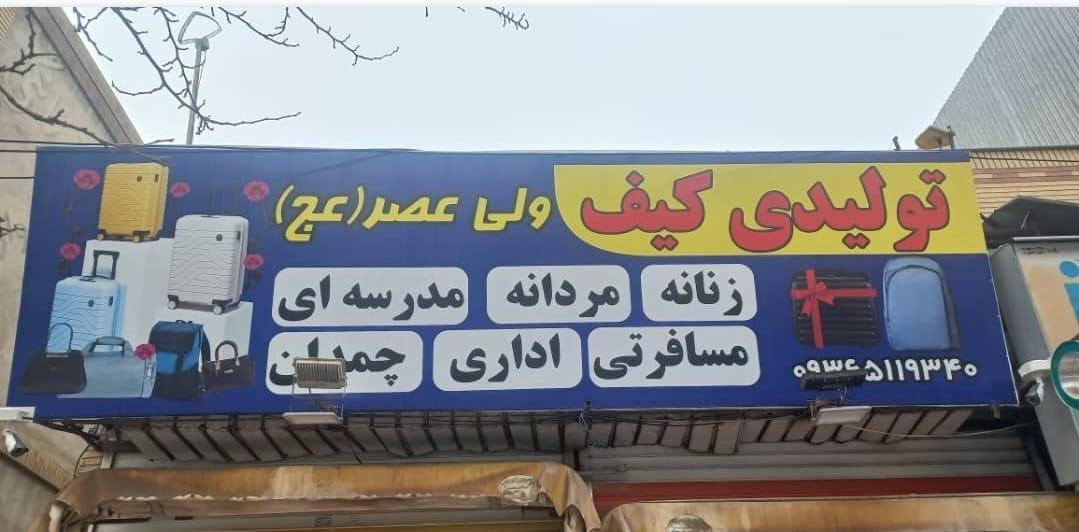 تولیدی کیف ولی عصر(عج)
زنانه مردانه مدرسه ای
مسافرتی اداری چمدان
۰۹۳۶۵۱۱۹۳۴۰